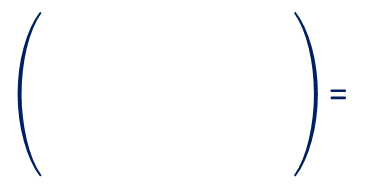 ( ) =